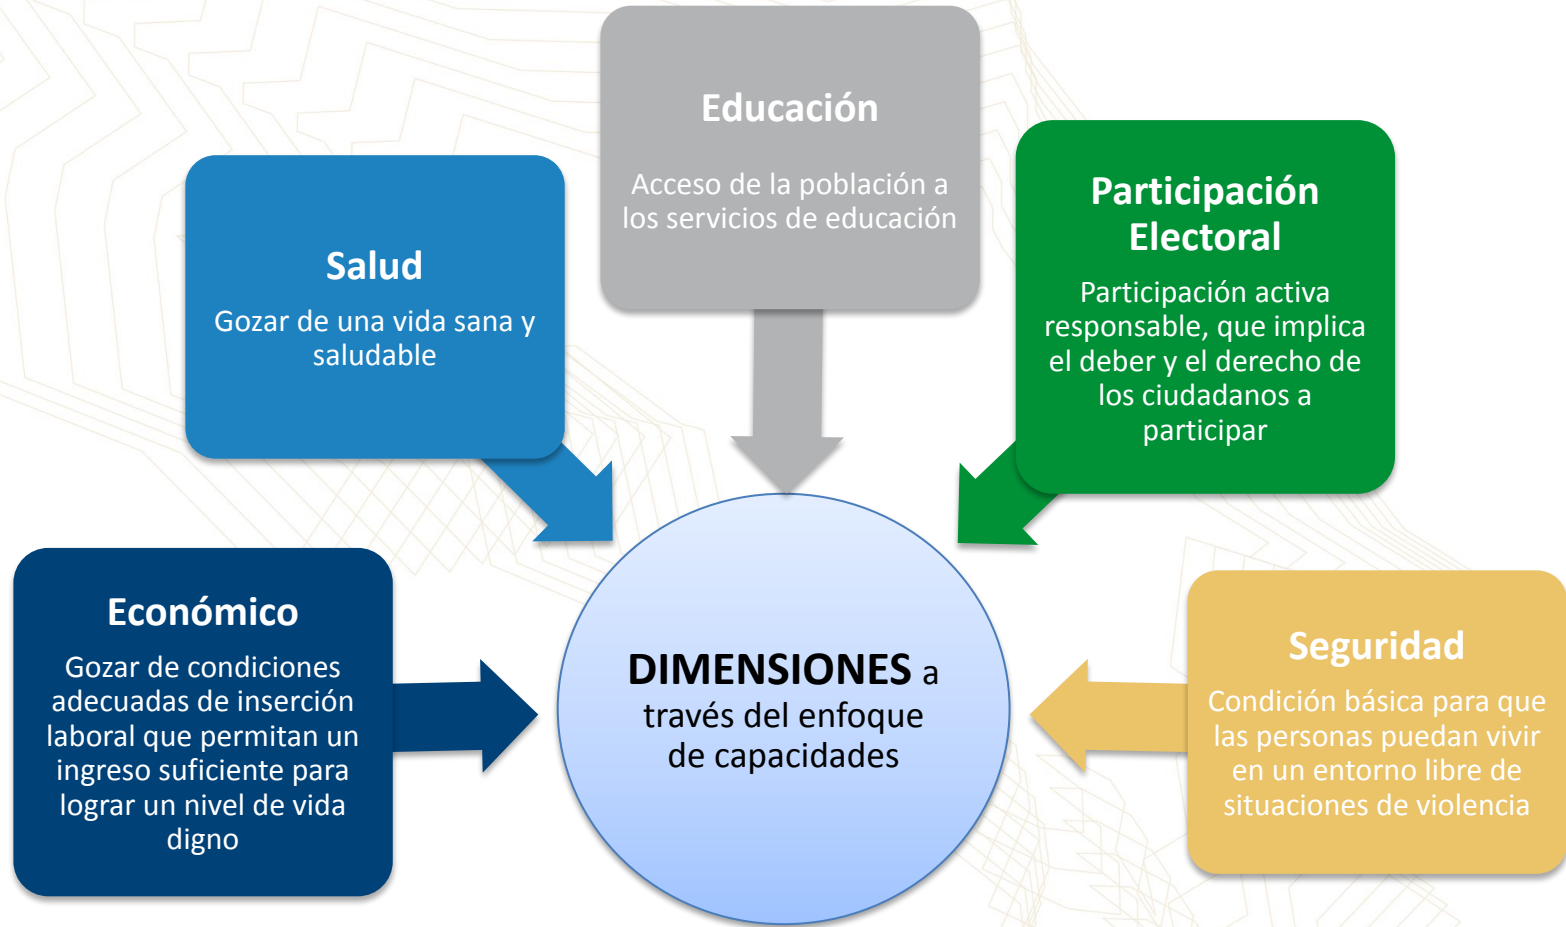 Educación
Acceso de la población a
los servicios de educación
Participación
Electoral
Participación activa
responsable, que implica
el deber y el derecho de
los ciudadanos a
participar
Salud
Gozar de una vida sana y
saludable
Económico
Gozar de condiciones
adecuadas de inserción
laboral que permitan un
ingreso suficiente para
lograr un nivel de vida
digno
DIMENSIONES a
través del enfoque
de capacidades
Seguridad
Condición básica para que
las personas puedan vivir
en un entorno libre de
situaciones de violencia